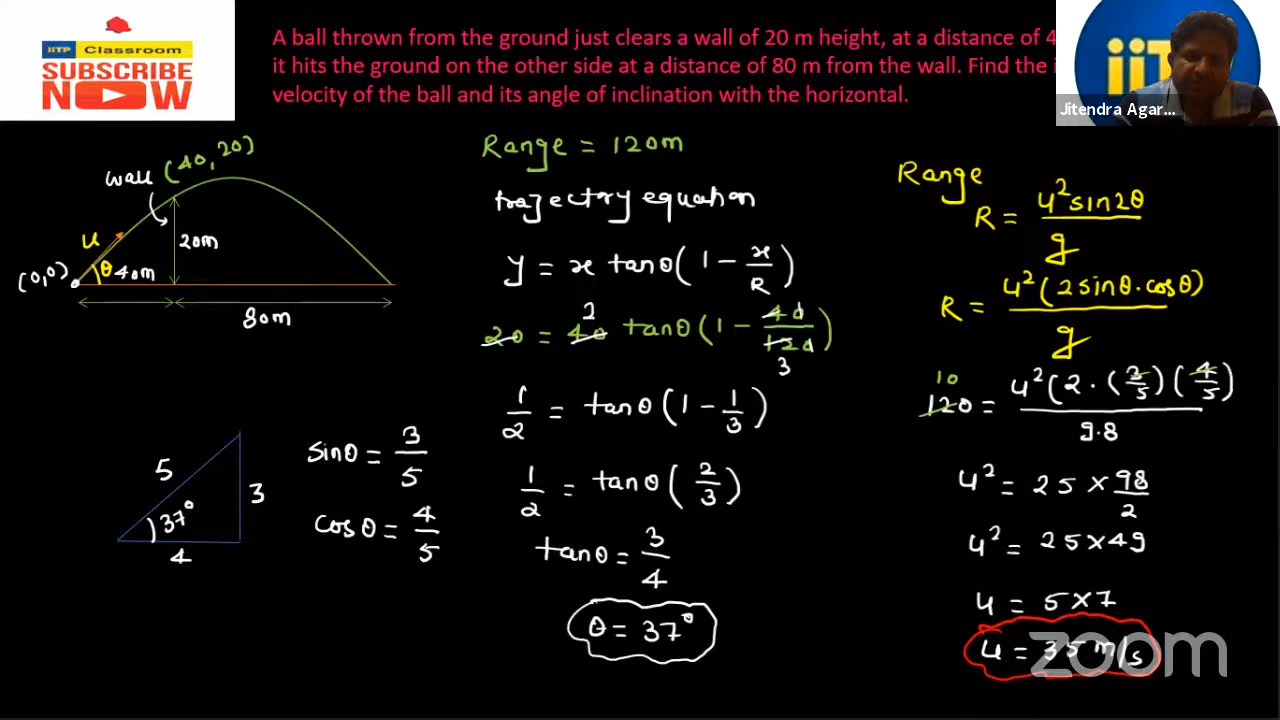 IITP Classroom
SUBSCRIBE
NOW
A ball thrown from the ground just clears a wall of 20 m height, at a distance of 4
it hits the ground on the other side at a distance of 80 m from the wall. Find the i
velocity of the ball and its angle of inclination with the horizontal.
iiT
Jitendra Agar...
wall (40, 20)
u
20m
(0,0) θ 40m
80m
5
3
37°
4
sinθ = 3/5
cosθ = 4/5
Range = 120m
trajectory equation
y = x tanθ(1 - x/R)
2
20 = 40 tanθ(1 - 40/120)
3
1/2 = tanθ(1 - 1/3)
1/2 = tanθ(2/3)
tanθ = 3/4
θ = 37°
Range
R = u²sin2θ/g
R = u²(2sinθ·cosθ)/g
10
120 = u²(2·(3/5)(4/5))/9.8
u² = 25 × 98/2
u² = 25×49
u = 5×7
u = 35m/s
zoom